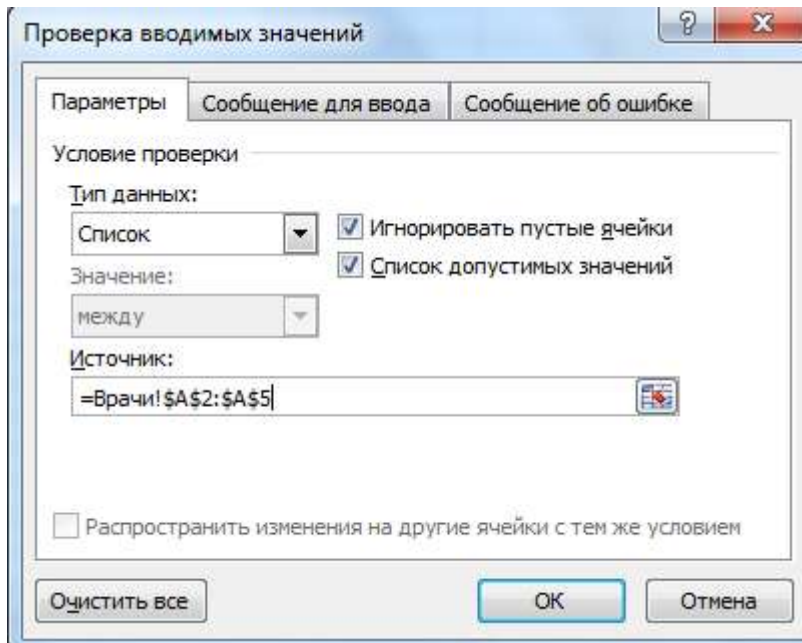 Проверка вводимых значений
?
Параметры
Сообщение для ввода
Сообщение об ошибке
Условие проверки
Тип данных:
Список
Игнорировать пустые ячейки
Список допустимых значений
Значение:
между
Источник:
=Врачи!$A$2:$A$5
Распространить изменения на другие ячейки с тем же условием
Очистить все
OK
Отмена